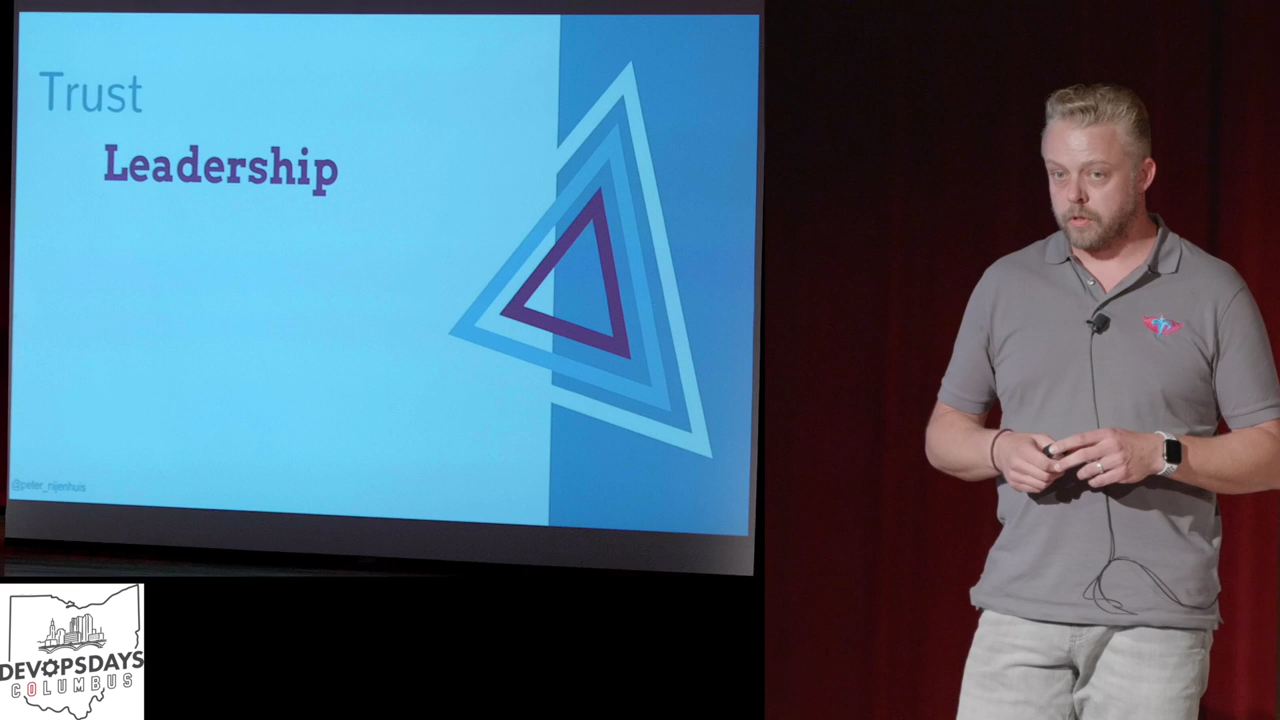 Trust
Leadership
@peter_nijenhuis
DEVOPSDAYS
COLUMBUS